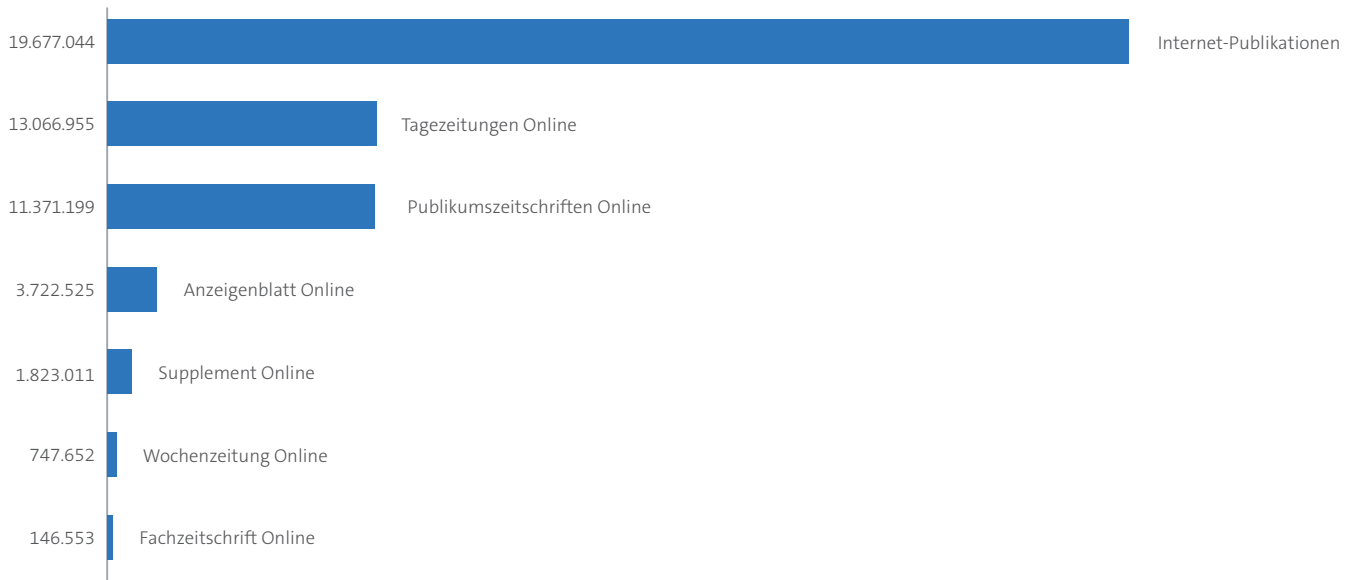 19.677.044 Internet-Publikationen
13.066.955 Tagezeitungen Online
11.371.199 Publikumszeitschriften Online
3.722.525 Anzeigenblatt Online
1.823.011 Supplement Online
747.652 Wochenzeitung Online
146.553 Fachzeitschrift Online